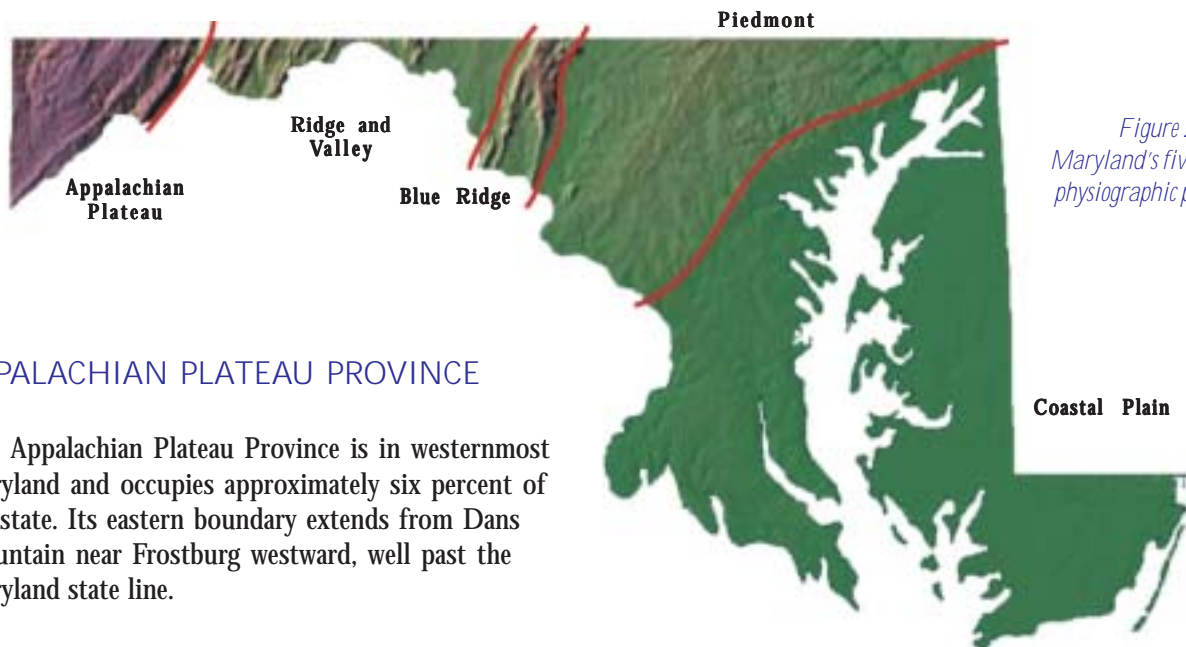 Piedmont
Ridge and
Valley
Appalachian
Plateau
Blue Ridge
Figure
Maryland's fiv
physiographic p
PALACHIAN PLATEAU PROVINCE
Coastal Plain
Appalachian Plateau Province is in westernmost
ryland and occupies approximately six percent of
state. Its eastern boundary extends from Dans
untain near Frostburg westward, well past the
ryland state line.